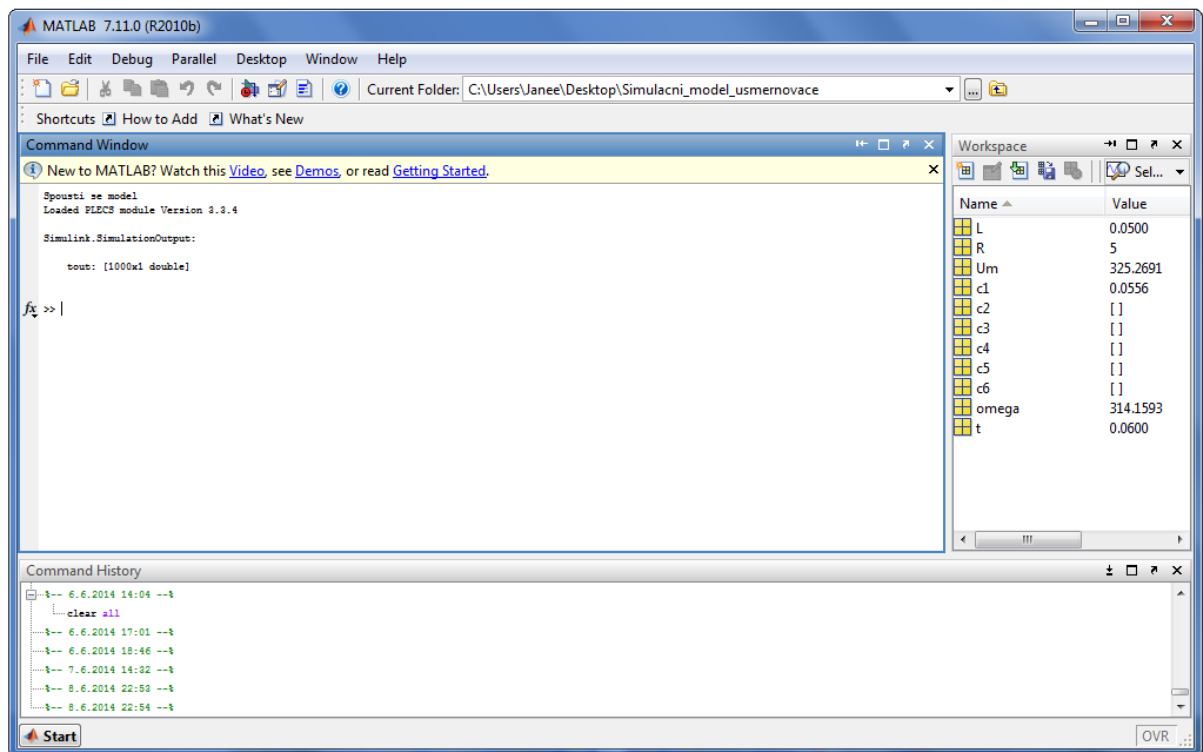 MATLAB 7.11.0 (R2010b)
File Edit Debug Parallel Desktop Window Help
Current Folder: C:\Users\Janee\Desktop\Simulacni_model_usmernovace
Shortcuts How to Add What's New
Command Window
New to MATLAB? Watch this Video, see Demos, or read Getting Started.
Spousti se model
Loaded PLECS module Version 3.3.4
Simulink.SimulationOutput:
tout: [1000x1 double]
fx >>
Workspace
Sel...
Name Value
L 0.0500
R 5
Um 325.2691
c1 0.0556
c2 [ ]
c3 [ ]
c4 [ ]
c5 [ ]
c6 [ ]
omega 314.1593
t 0.0600
Command History
%-- 6.6.2014 14:04 --%
clear all
%-- 6.6.2014 17:01 --%
%-- 6.6.2014 18:46 --%
%-- 7.6.2014 14:32 --%
%-- 8.6.2014 22:53 --%
%-- 8.6.2014 22:54 --%
Start
OVR